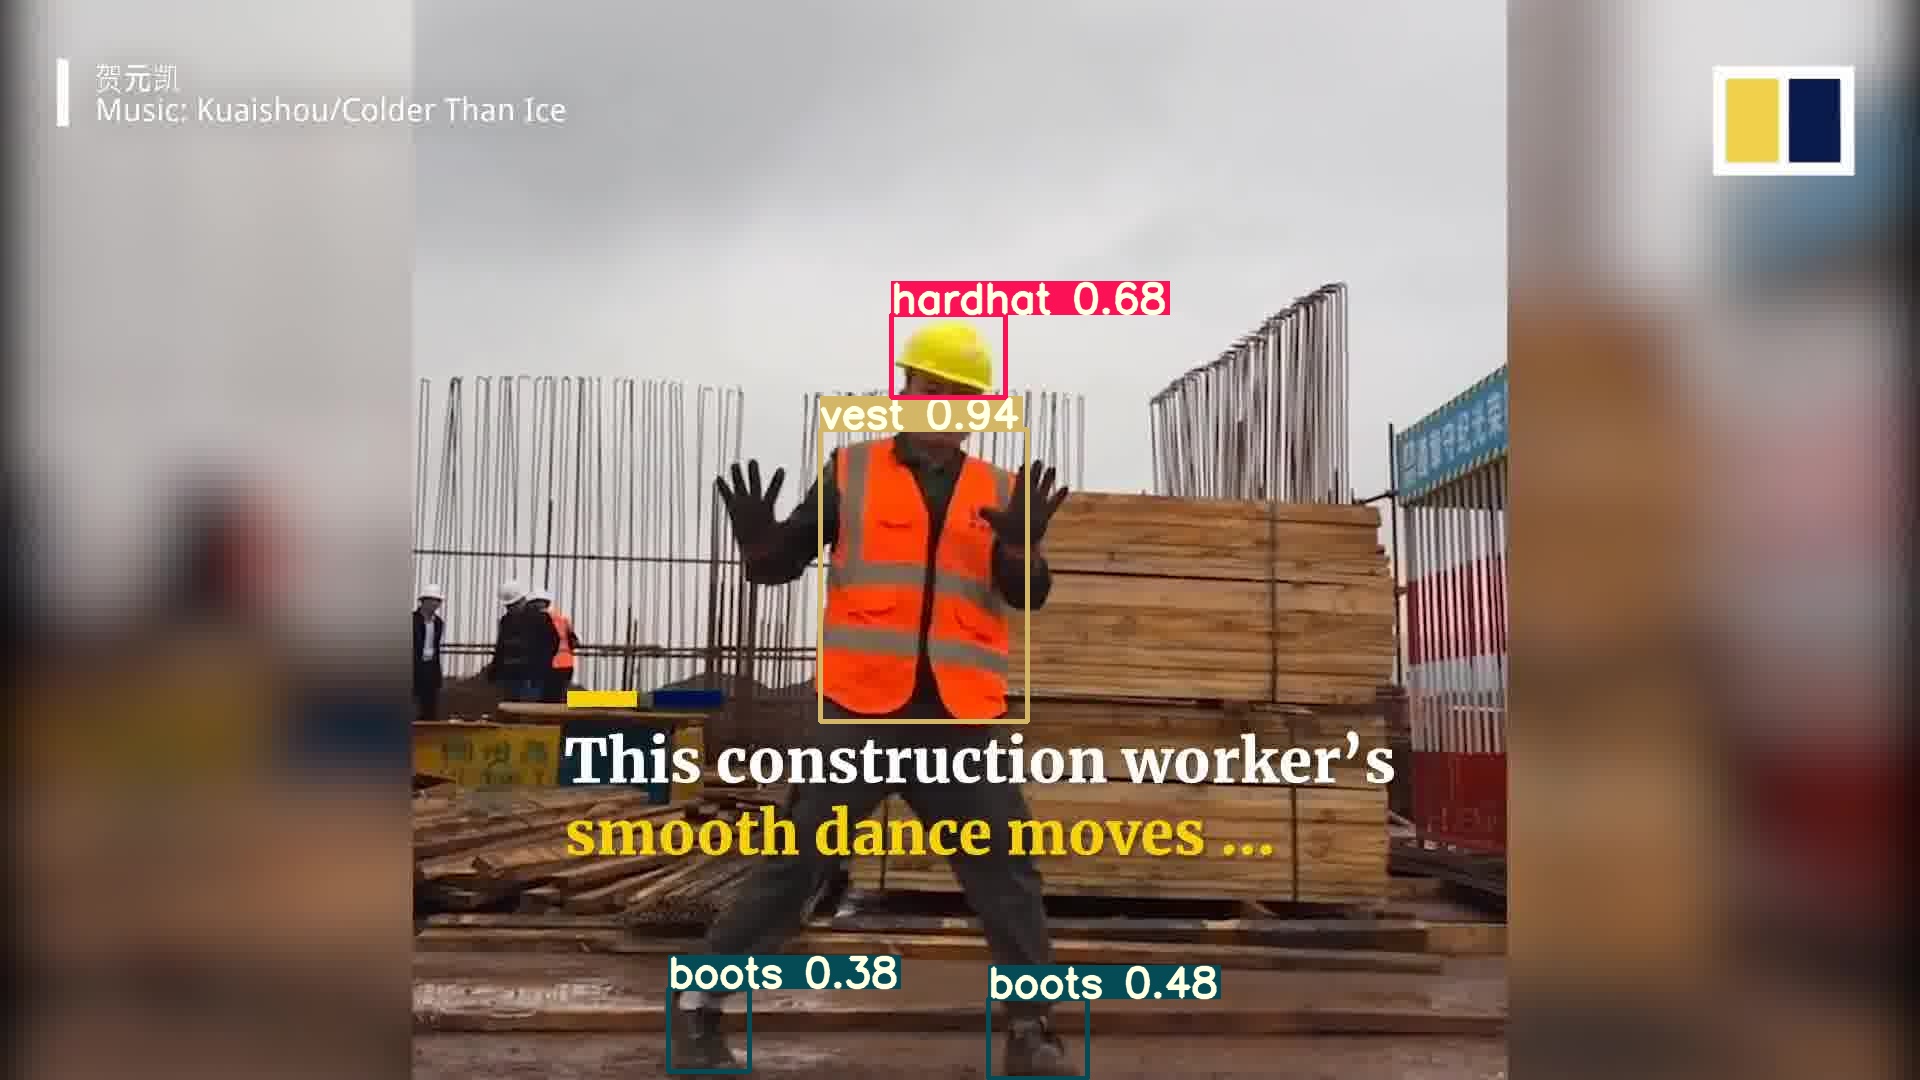 贺元凯
Music: Kuaishou/Colder Than Ice
hardhat 0.68
vest 0.94
This construction worker’s
smooth dance moves ...
boots 0.38
boots 0.48